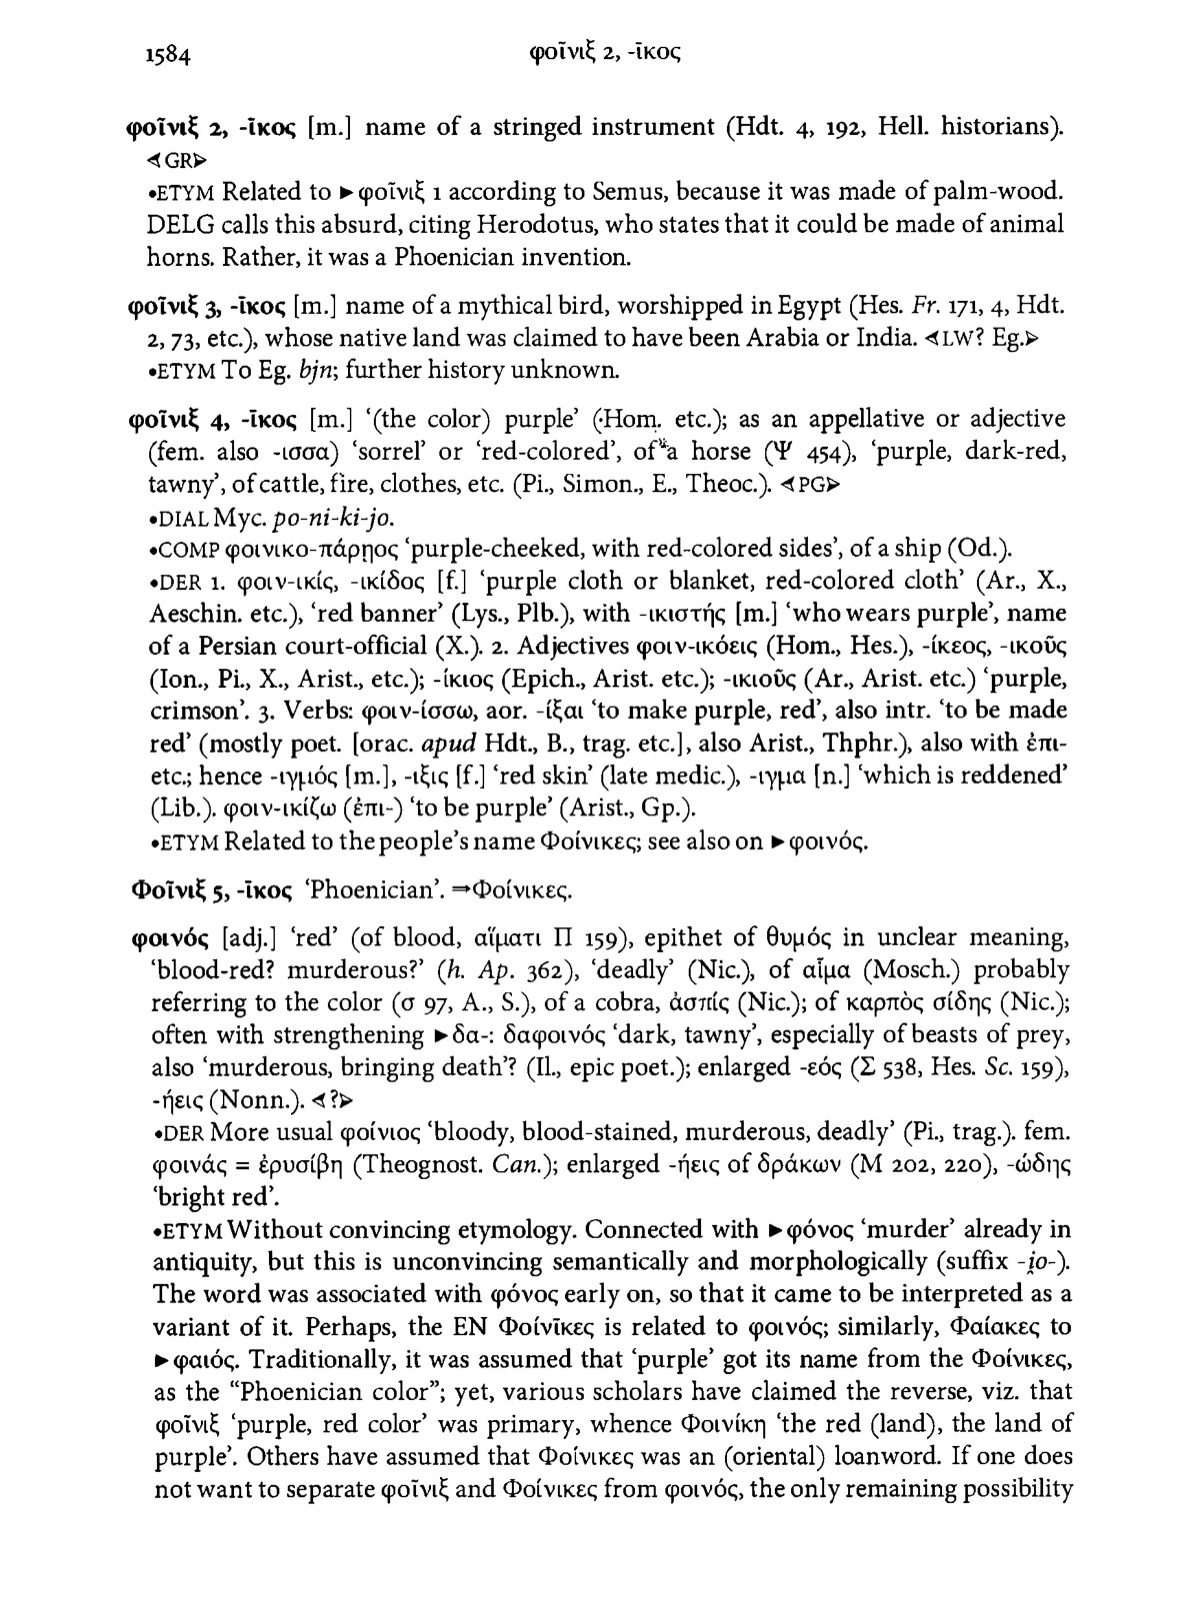 1584 φοῖνιξ 2, -ῑκος
φοῖνιξ 2, -ῑκος [m.] name of a stringed instrument (Hdt. 4, 192, Hell. historians).
⮜GR⮞
•ETYM Related to ►φοῖνιξ 1 according to Semus, because it was made of palm-wood.
DELG calls this absurd, citing Herodotus, who states that it could be made of animal
horns. Rather, it was a Phoenician invention.
φοῖνιξ 3, -ῑκος [m.] name of a mythical bird, worshipped in Egypt (Hes. Fr. 171, 4, Hdt.
2, 73, etc.), whose native land was claimed to have been Arabia or India. ⮜LW? Eg.⮞
•ETYM To Eg. bjn; further history unknown.
φοῖνιξ 4, -ῑκος [m.] ‘(the color) purple’ (Hom. etc.); as an appellative or adjective
(fem. also -ισσα) ‘sorrel’ or ‘red-colored’, of a horse (Ψ 454), ‘purple, dark-red,
tawny’, of cattle, fire, clothes, etc. (Pi., Simon., E., Theoc.). ⮜PG⮞
•DIAL Myc. po-ni-ki-jo.
•COMP φοινικο-πάρῃος ‘purple-cheeked, with red-colored sides’, of a ship (Od.).
•DER 1. φοιν-ικίς, -ικίδος [f.] ‘purple cloth or blanket, red-colored cloth’ (Ar., X.,
Aeschin. etc.), ‘red banner’ (Lys., Plb.), with -ικιστής [m.] ‘who wears purple’, name
of a Persian court-official (X.). 2. Adjectives φοιν-ικόεις (Hom., Hes.), -ίκεος, -ικοῦς
(Ion., Pi., X., Arist., etc.); -ίκιος (Epich., Arist. etc.); -ικιοῦς (Ar., Arist. etc.) ‘purple,
crimson’. 3. Verbs: φοιν-ίσσω, aor. -ίξαι ‘to make purple, red’, also intr. ‘to be made
red’ (mostly poet. [orac. apud Hdt., B., trag. etc.], also Arist., Thphr.), also with ἐπι-
etc.; hence -ιγμός [m.], -ιξις [f.] ‘red skin’ (late medic.), -ιγμα [n.] ‘which is reddened’
(Lib.). φοιν-ικίζω (ἐπι-) ‘to be purple’ (Arist., Gp.).
•ETYM Related to the people’s name Φοίνικες; see also on ►φοινός.
Φοῖνιξ 5, -ῑκος ‘Phoenician’. ⇒Φοίνικες.
φοινός [adj.] ‘red’ (of blood, αἵματι Π 159), epithet of θυμός in unclear meaning,
‘blood-red? murderous?’ (h. Ap. 362), ‘deadly’ (Nic.), of αἷμα (Mosch.) probably
referring to the color (σ 97, A., S.), of a cobra, ἀσπίς (Nic.); of καρπὸς σίδης (Nic.);
often with strengthening ►δα-: δαφοινός ‘dark, tawny’, especially of beasts of prey,
also ‘murderous, bringing death’? (Il., epic poet.); enlarged -εός (Σ 538, Hes. Sc. 159),
-ήεις (Nonn.). ⮜?⮞
•DER More usual φοίνιος ‘bloody, blood-stained, murderous, deadly’ (Pi., trag.). fem.
φοινάς = ἐρυσίβη (Theognost. Can.); enlarged -ήεις of δράκων (Μ 202, 220), -ώδης
‘bright red’.
•ETYM Without convincing etymology. Connected with ►φόνος ‘murder’ already in
antiquity, but this is unconvincing semantically and morphologically (suffix -i̯o-).
The word was associated with φόνος early on, so that it came to be interpreted as a
variant of it. Perhaps, the EN Φοίνῑκες is related to φοινός; similarly, Φαίακες to
►φαιός. Traditionally, it was assumed that ‘purple’ got its name from the Φοίνικες,
as the “Phoenician color”; yet, various scholars have claimed the reverse, viz. that
φοῖνιξ ‘purple, red color’ was primary, whence Φοινίκη ‘the red (land), the land of
purple’. Others have assumed that Φοίνικες was an (oriental) loanword. If one does
not want to separate φοῖνιξ and Φοίνικες from φοινός, the only remaining possibility